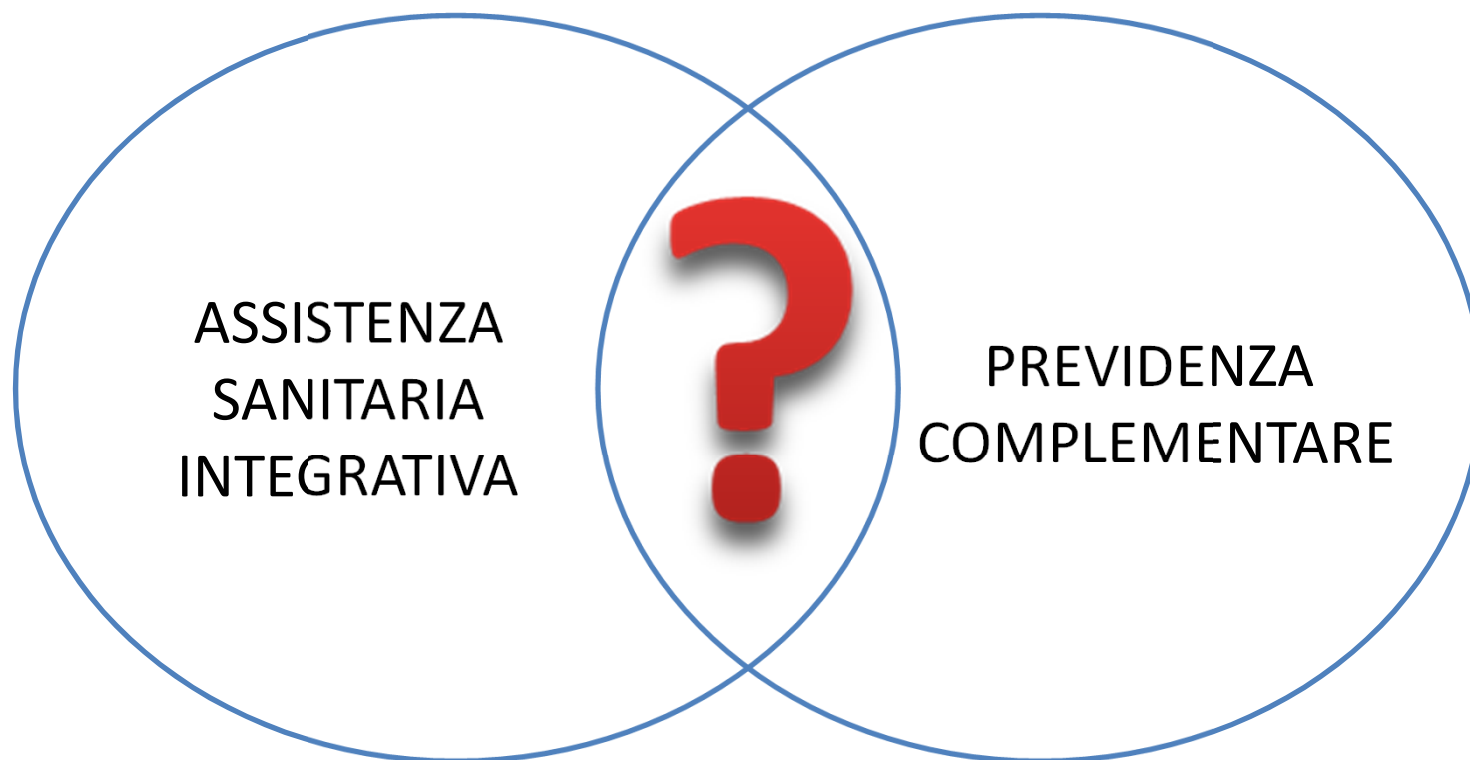 ASSISTENZA
SANITARIA
INTEGRATIVA
?
PREVIDENZA
COMPLEMENTARE